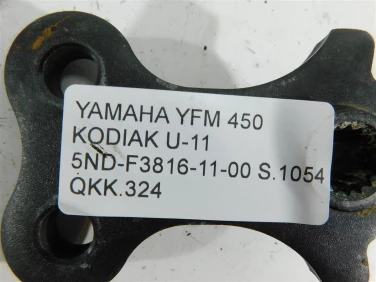 YAMAHA YFM 450
KODIAK U-11
5ND-F3816-11-00 S.1054
QKK.324